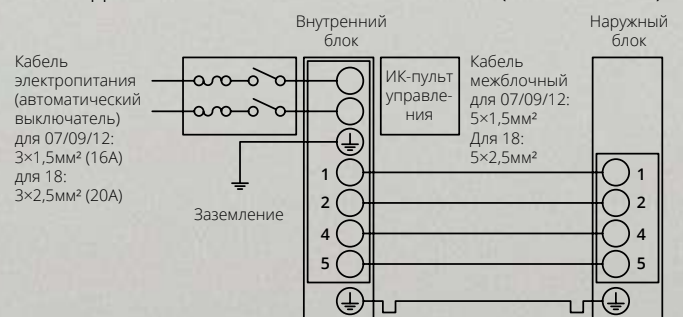 Внутренний
блок
Наружный
блок
Кабель
электропитания
(автоматический
выключатель)
для 07/09/12:
3×1,5мм² (16А)
для 18:
3×2,5мм² (20А)
ИК-пульт
управле-
ния
Кабель
межблочный
для 07/09/12:
5×1,5мм²
Для 18:
5×2,5мм²
Заземление
1
2
4
5
1
2
4
5